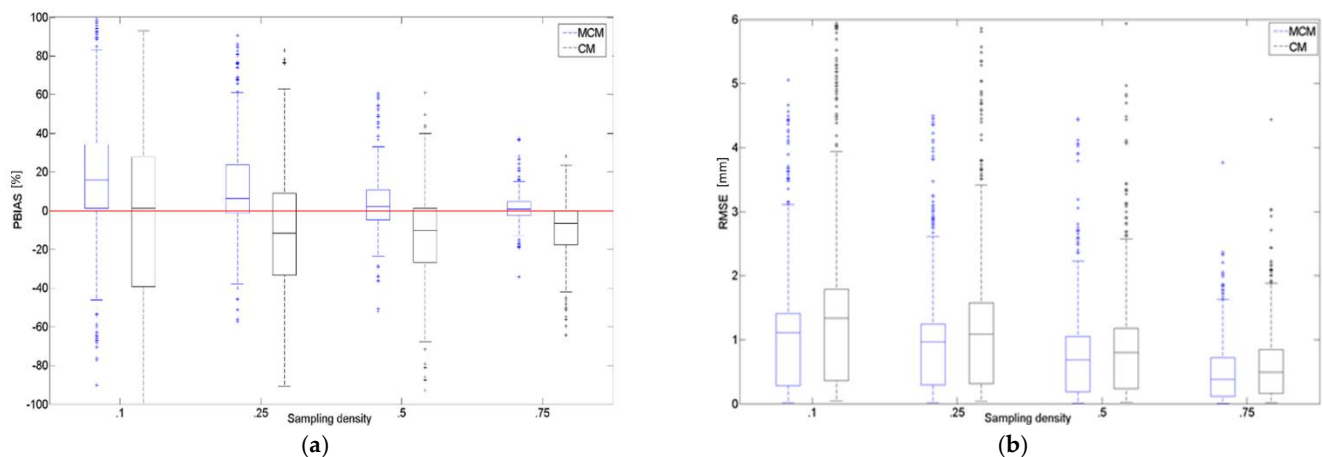 100
80
60
40
20
0
-20
-40
-60
-80
-100
PBIAS [%]
.1
.25
.5
.75
Sampling density
MCM
CM
(a)
6
5
4
3
2
1
0
RMSE [mm]
.1
.25
.5
.75
Sampling density
MCM
CM
(b)